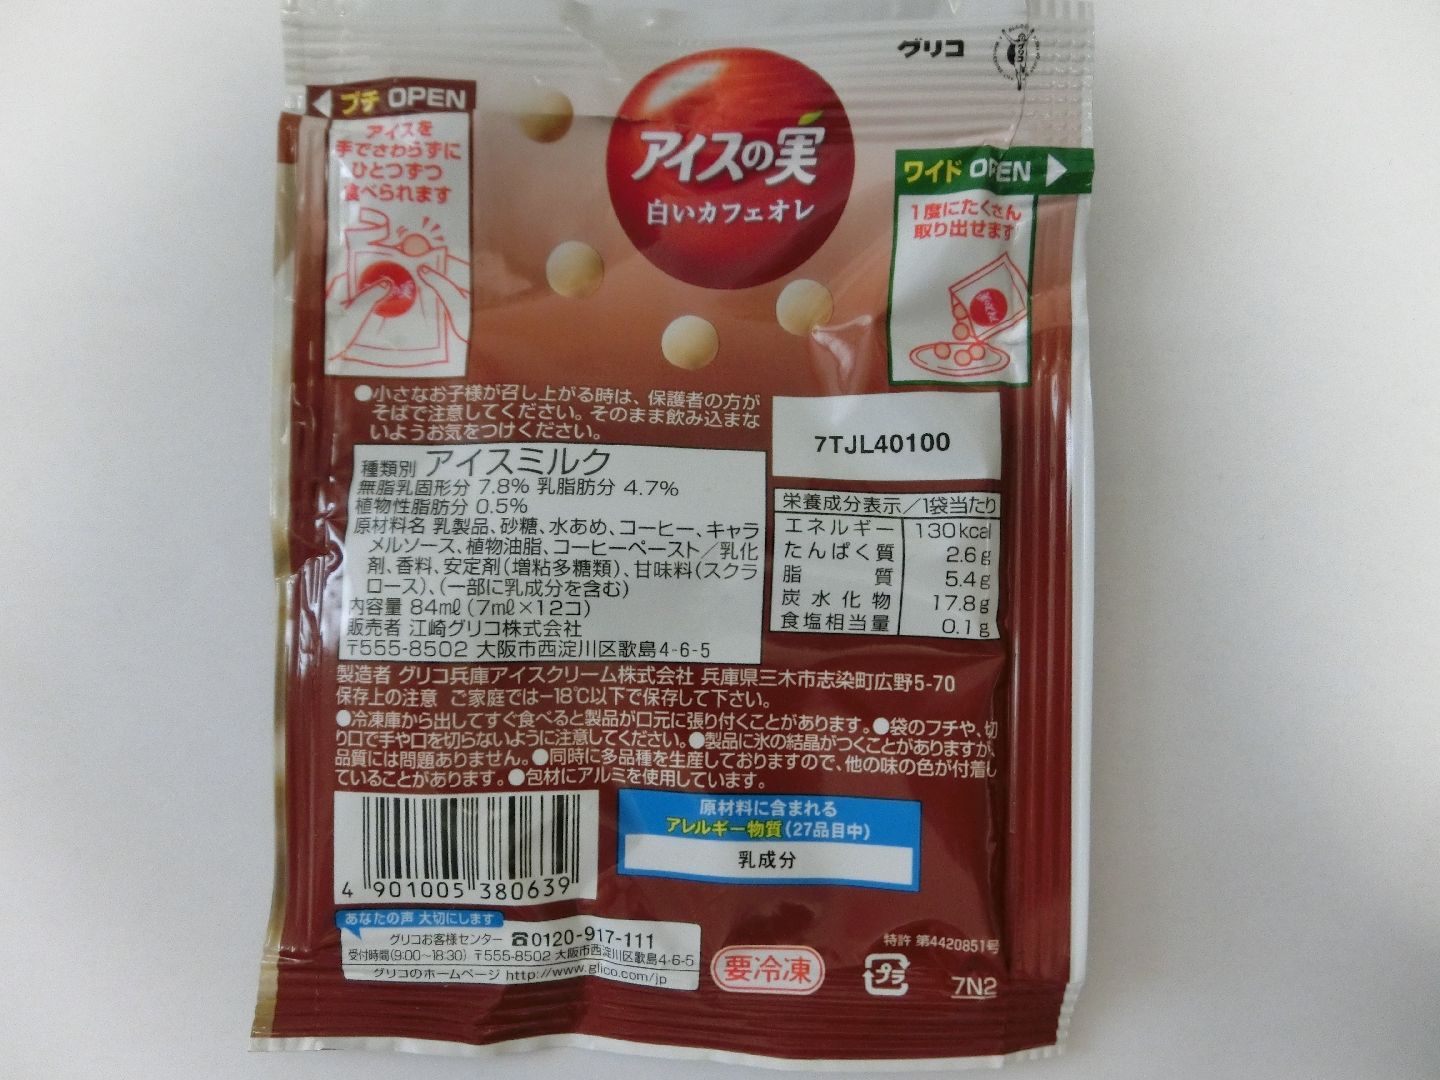 グリコ
プチ OPEN
アイスを
手でさわらずに
ひとつずつ
食べられます
アイスの実
白いカフェオレ
ワイド OPEN
1度にたくさん
取り出せます
●小さなお子様が召し上がる時は、保護者の方が
そばで注意してください。そのまま飲み込まな
いようお気をつけください。
7TJL40100
種類別 アイスミルク
無脂乳固形分 7.8% 乳脂肪分 4.7%
植物性脂肪分 0.5%
原材料名 乳製品、砂糖、水あめ、コーヒー、キャラ
メルソース、植物油脂、コーヒーペースト/乳化
剤、香料、安定剤(増粘多糖類)、甘味料(スクラ
ロース)、(一部に乳成分を含む)
内容量 84mℓ(7mℓ×12コ)
販売者 江崎グリコ株式会社
〒555-8502 大阪市西淀川区歌島4-6-5
栄養成分表示/1袋当たり
エネルギー 130kcal
たんぱく質 2.6g
脂質 5.4g
炭水化物 17.8g
食塩相当量 0.1g
製造者 グリコ兵庫アイスクリーム株式会社 兵庫県三木市志染町広野5-70
保存上の注意 ご家庭では-18℃以下で保存して下さい。
●冷凍庫から出してすぐ食べると製品が口元に張り付くことがあります。●袋のフチや、切
り口で手や口を切らないように注意してください。●製品に氷の結晶がつくことがありますが、
品質には問題ありません。●同時に多品種を生産しておりますので、他の味の色が付着し
ていることがあります。●包材にアルミを使用しています。
原材料に含まれる
アレルギー物質(27品目中)
乳成分
4 901005 380639
あなたの声 大切にします
グリコお客様センター ☎0120-917-111
受付時間(9:00〜18:30) 〒555-8502 大阪市西淀川区歌島4-6-5
グリコのホームページ http://www.glico.com/jp
要冷凍
プラ
特許 第4420851号
7N2